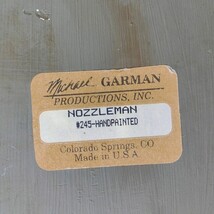 Michael GARMAN
PRODUCTIONS, INC.
NOZZLEMAN
#245-HANDPAINTED
Colorado Springs, CO
Made in U S A